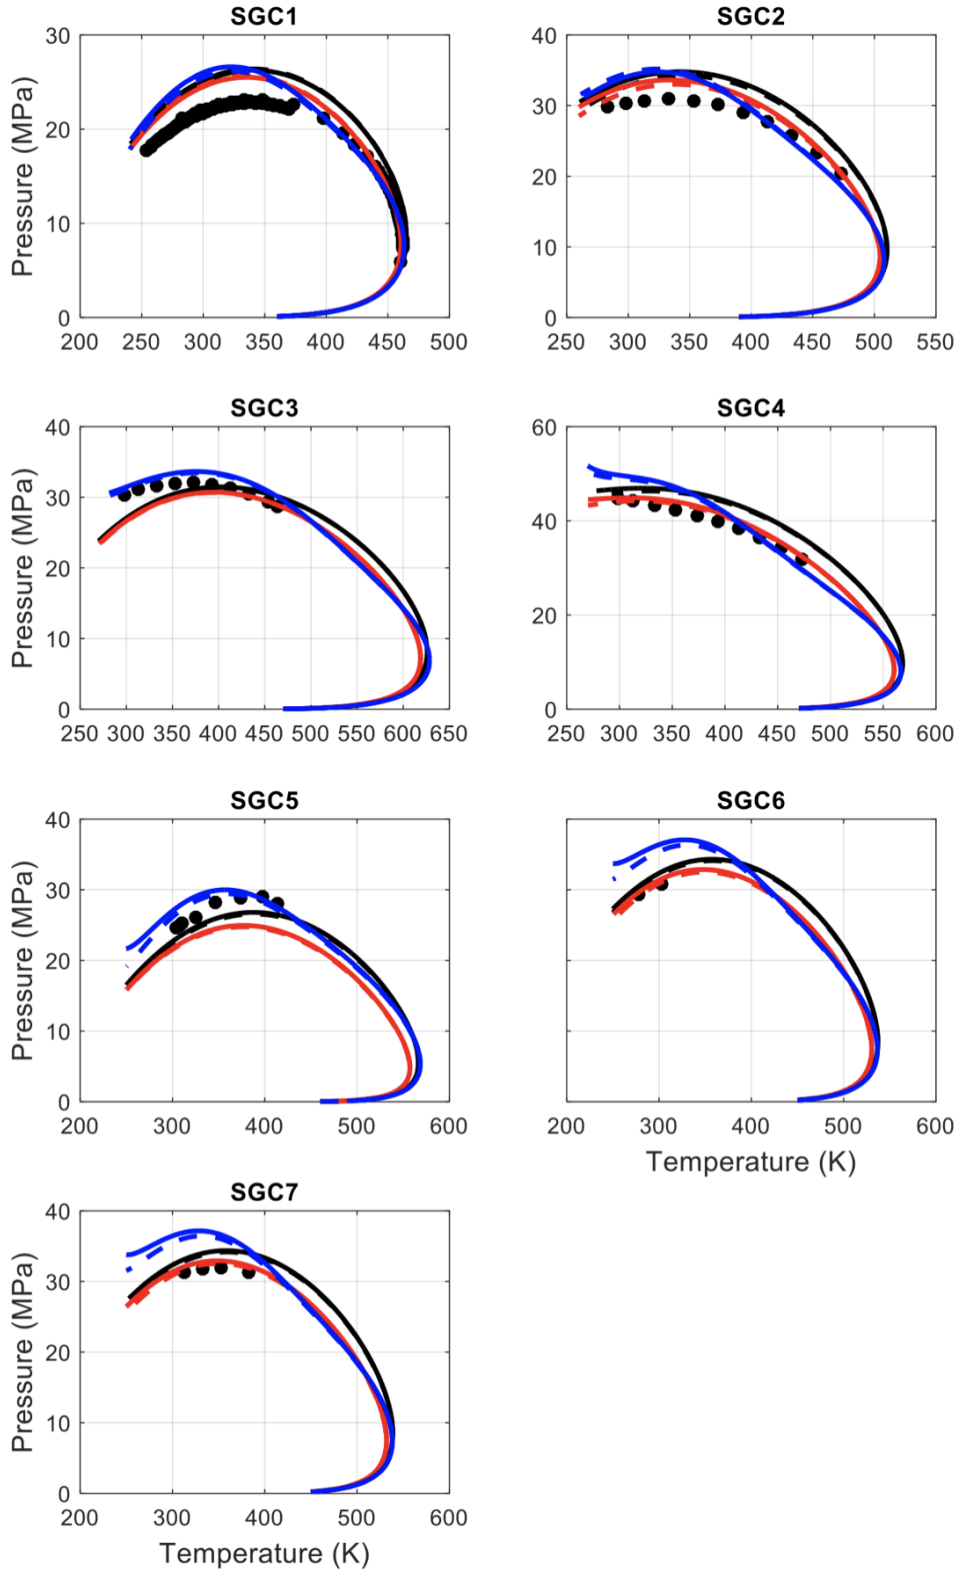 SGC1
SGC2
Pressure (MPa)
30
20
10
0
200 250 300 350 400 450 500
40
30
20
10
0
250 300 350 400 450 500 550
SGC3
SGC4
Pressure (MPa)
40
30
20
10
0
250 300 350 400 450 500 550 600 650
60
40
20
0
250 300 350 400 450 500 550 600
SGC5
SGC6
Pressure (MPa)
40
30
20
10
0
200 300 400 500 600
200 300 400 500 600
Temperature (K)
SGC7
Pressure (MPa)
40
30
20
10
0
200 300 400 500 600
Temperature (K)